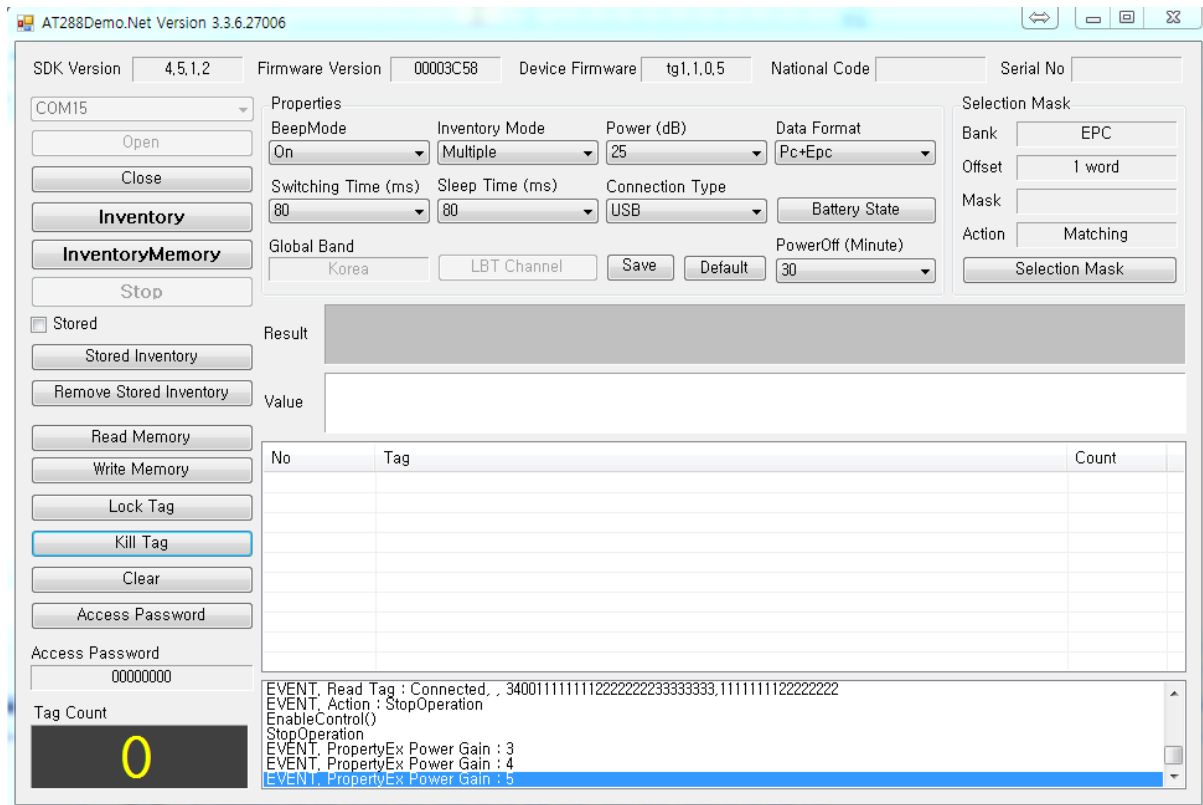 AT288Demo.Net Version 3.3.6.27006
SDK Version 4,5,1,2 Firmware Version 00003C58 Device Firmware tg1,1,0,5 National Code Serial No
COM15
Open
Close
Inventory
InventoryMemory
Stop
Stored
Stored Inventory
Remove Stored Inventory
Read Memory
Write Memory
Lock Tag
Kill Tag
Clear
Access Password
Access Password
00000000
Tag Count
0
Properties
BeepMode Inventory Mode Power (dB) Data Format
On Multiple 25 Pc+Epc
Switching Time (ms) Sleep Time (ms) Connection Type
80 80 USB Battery State
Global Band PowerOff (Minute)
Korea LBT Channel Save Default 30
Selection Mask
Bank EPC
Offset 1 word
Mask
Action Matching
Selection Mask
Result
Value
No Tag Count
EVENT, Read Tag : Connected, , 3400111111112222222233333333,1111111122222222
EVENT, Action : StopOperation
EnableControl()
StopOperation
EVENT, PropertyEx Power Gain : 3
EVENT, PropertyEx Power Gain : 4
EVENT, PropertyEx Power Gain : 5